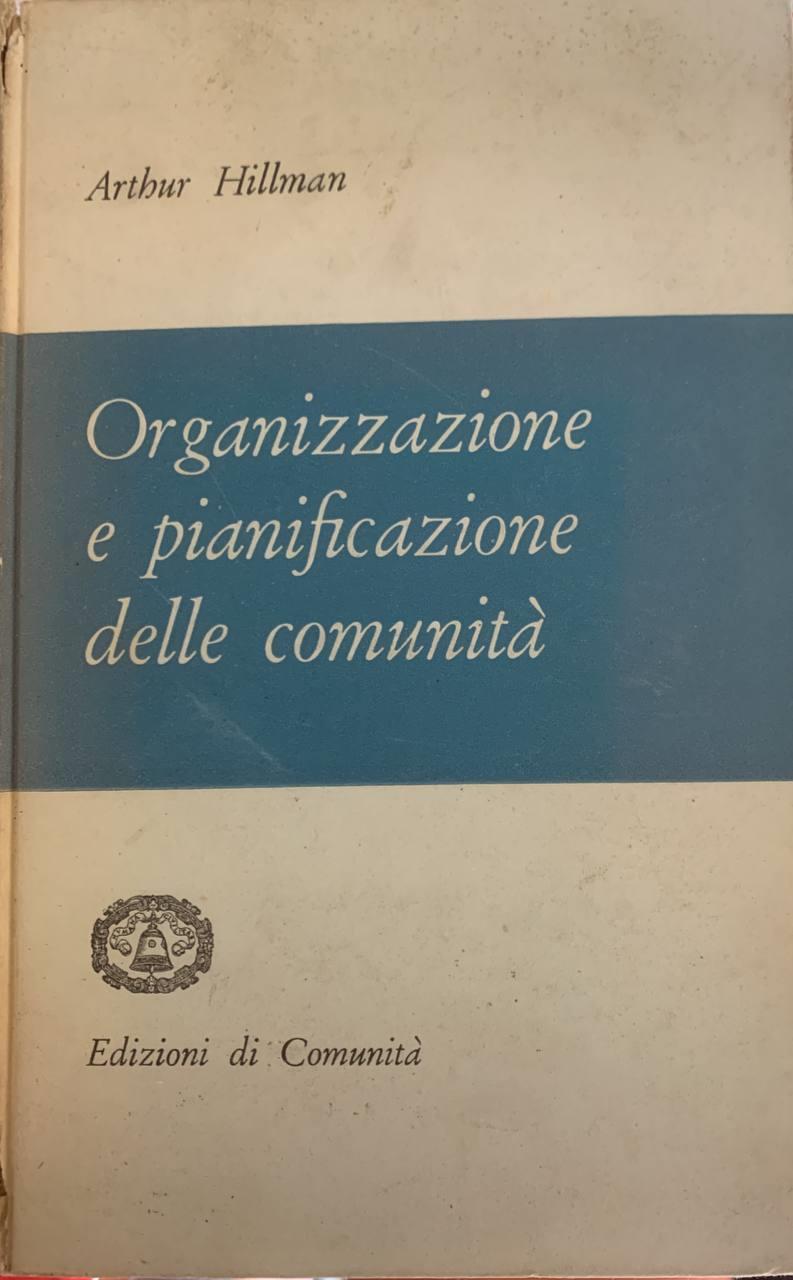 Arthur Hillman
Organizzazione
e pianificazione
delle comunità
Edizioni di Comunità